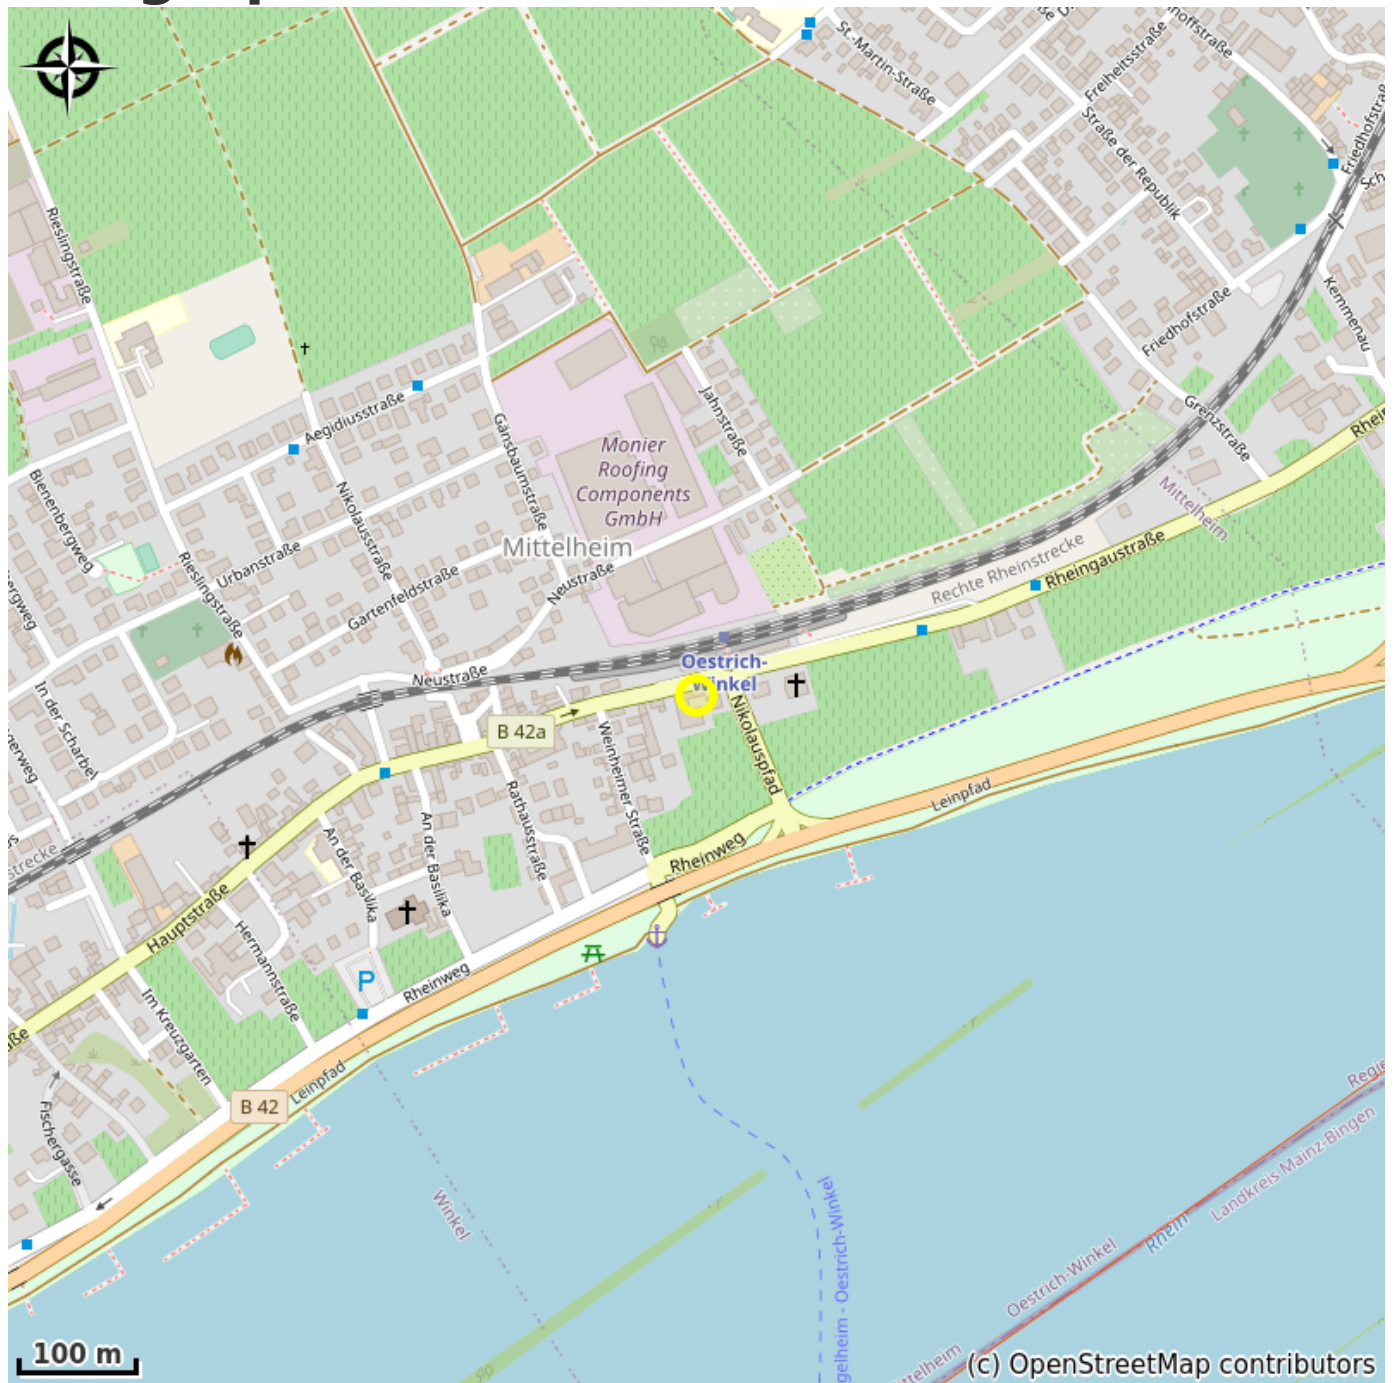 St.-Martin-Straße
Freiheitsstraße
Straße der Republik
Friedhofstraße
Kemmenau
Friedhofstraße
Grenzstraße
Rieslingstraße
Aegidiusstraße
Gänsbaumstraße
Jahnstraße
Monier
Roofing
Components
GmbH
Nikolausstraße
Bienenbergweg
Mittelheim
Mittelheim
Urbanstraße
Rieslingstraße
Gartenfeldstraße
Neustraße
Rechte Rheinstrecke
Rheingaustraße
Neustraße
Oestrich-
Winkel
In der Scharbel
B 42a
Weinheimer Straße
Nikolauspfad
Leinpfad
Rathausstraße
An der Basilika
An der Basilika
Rheinweg
Hauptstraße
Hermannstraße
P
Rheinweg
Im Kreuzgarten
Leinpfad
B 42
Fischergasse
Winkel
gelheim - Oestrich-Winkel
Landkreis Mainz-Bingen
Rhein
Oestrich-Winkel
100 m
(c) OpenStreetMap contributors